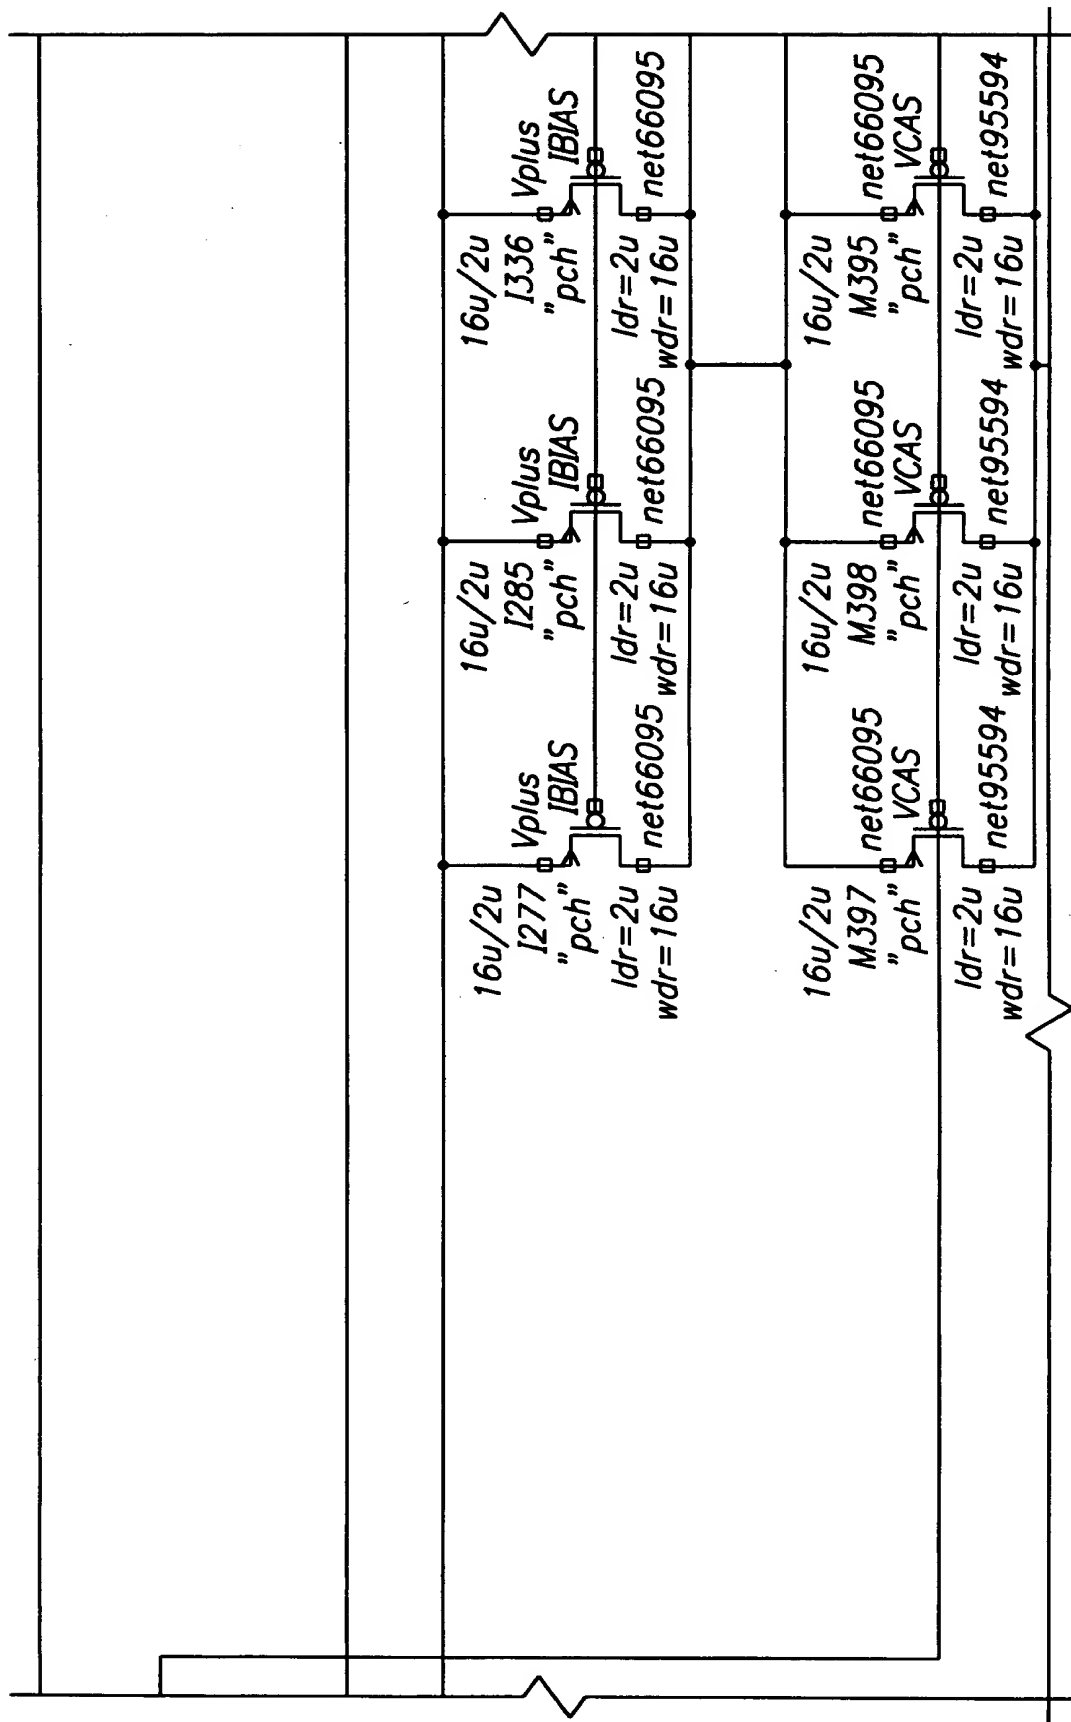 16u/2u
I277
"pch"
ldr=2u
wdr=16u
Vplus
IBIAS
net66095
16u/2u
I285
"pch"
ldr=2u
wdr=16u
Vplus
IBIAS
net66095
16u/2u
I336
"pch"
ldr=2u
wdr=16u
Vplus
IBIAS
net66095
16u/2u
M397
"pch"
ldr=2u
wdr=16u
net66095
VCAS
net95594
16u/2u
M398
"pch"
ldr=2u
wdr=16u
net66095
VCAS
net95594
16u/2u
M395
"pch"
ldr=2u
wdr=16u
net66095
VCAS
net95594